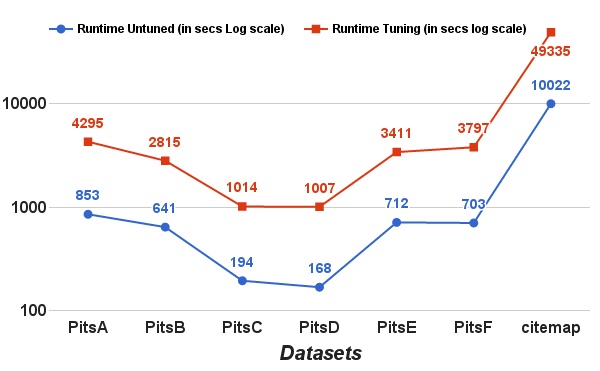 Runtime Untuned (in secs Log scale) Runtime Tuning (in secs log scale)
49335
10022
10000
4295 2815 1014 1007 3411 3797
1000
853 641 194 168 712 703
100
PitsA PitsB PitsC PitsD PitsE PitsF citemap
Datasets